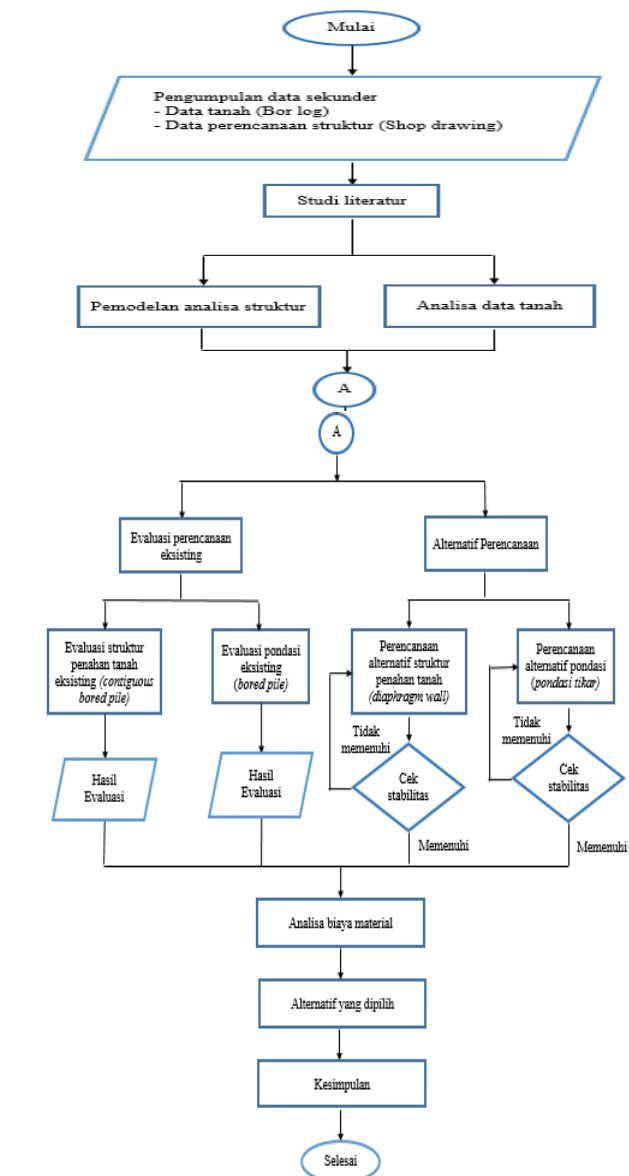 Mulai
Pengumpulan data sekunder
- Data tanah (Bor log)
- Data perencanaan struktur (Shop drawing)
Studi literatur
Pemodelan analisa struktur
Analisa data tanah
A
A
Evaluasi perencanaan
eksisting
Alternatif Perencanaan
Evaluasi struktur
penahan tanah
eksisting (contiguous
bored pile)
Evaluasi pondasi
eksisting
(bored pile)
Perencanaan
alternatif struktur
penahan tanah
(diaphragm wall)
Perencanaan
alternatif pondasi
(pondasi tikar)
Tidak
memenuhi
Tidak
memenuhi
Hasil
Evaluasi
Hasil
Evaluasi
Cek
stabilitas
Cek
stabilitas
Memenuhi
Memenuhi
Analisa biaya material
Alternatif yang dipilih
Kesimpulan
Selesai